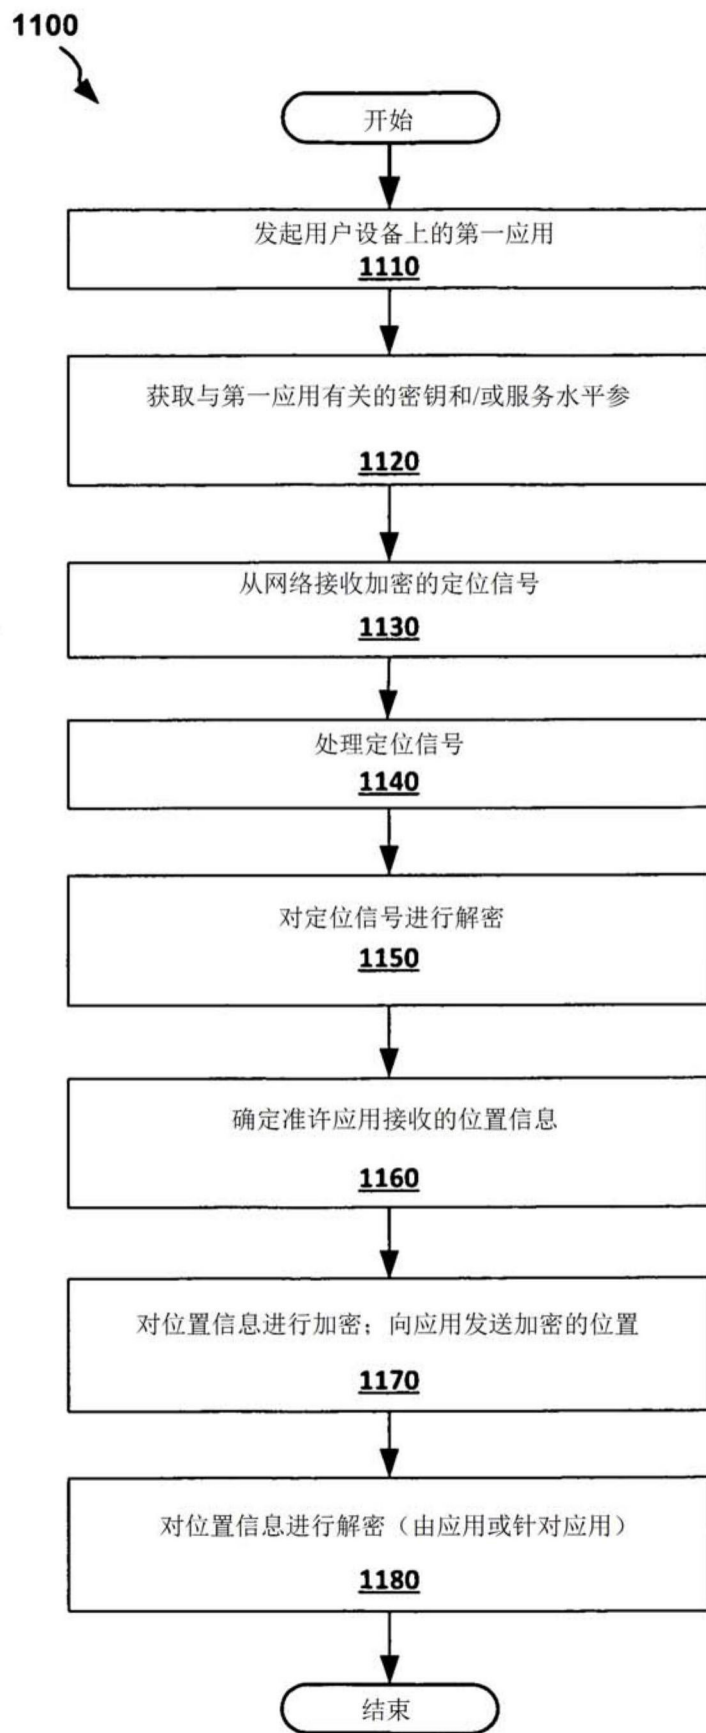 1100
开始
发起用户设备上的第一应用
1110
获取与第一应用有关的密钥和/或服务水平参
1120
从网络接收加密的定位信号
1130
处理定位信号
1140
对定位信号进行解密
1150
确定准许应用接收的位置信息
1160
对位置信息进行加密；向应用发送加密的位置
1170
对位置信息进行解密（由应用或针对应用）
1180
结束